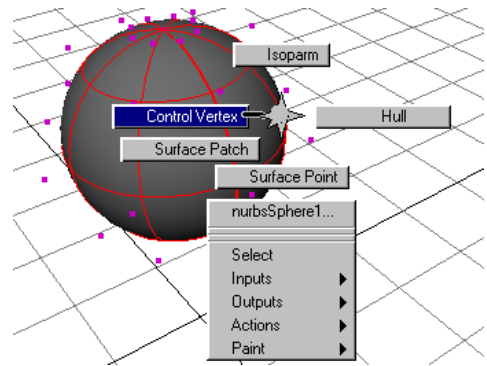 Isoparm
Control Vertex
Hull
Surface Patch
Surface Point
nurbsSphere1...
Select
Inputs
Outputs
Actions
Paint